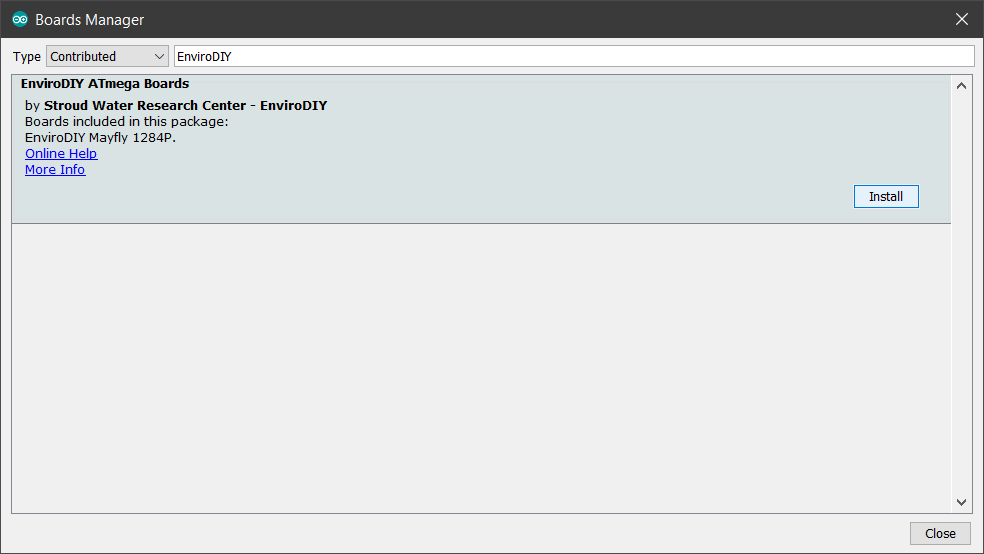 Boards Manager
Type Contributed EnviroDIY
EnviroDIY ATmega Boards
by Stroud Water Research Center - EnviroDIY
Boards included in this package:
EnviroDIY Mayfly 1284P.
Online Help
More Info
Install
Close